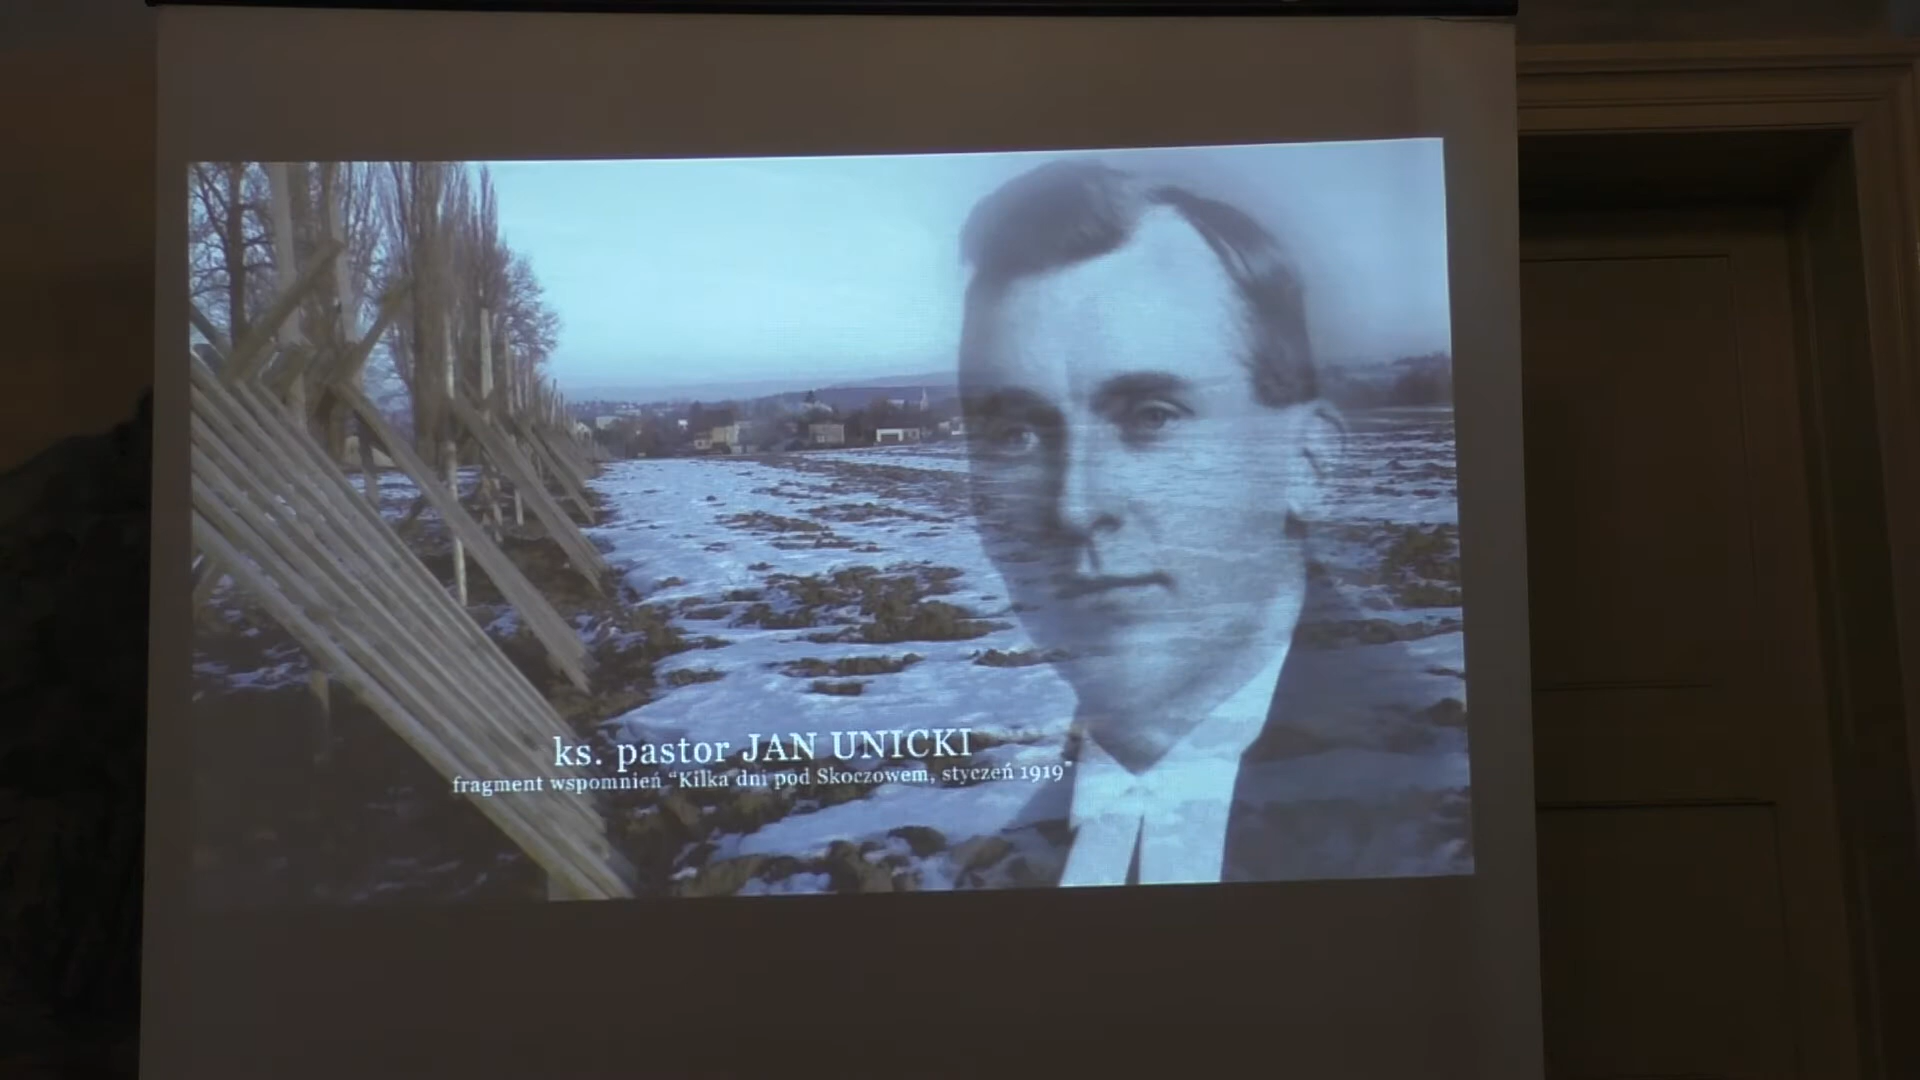 ks. pastor JAN UNICKI
fragment wspomnień “Kilka dni pod Skoczowem, styczeń 1919”